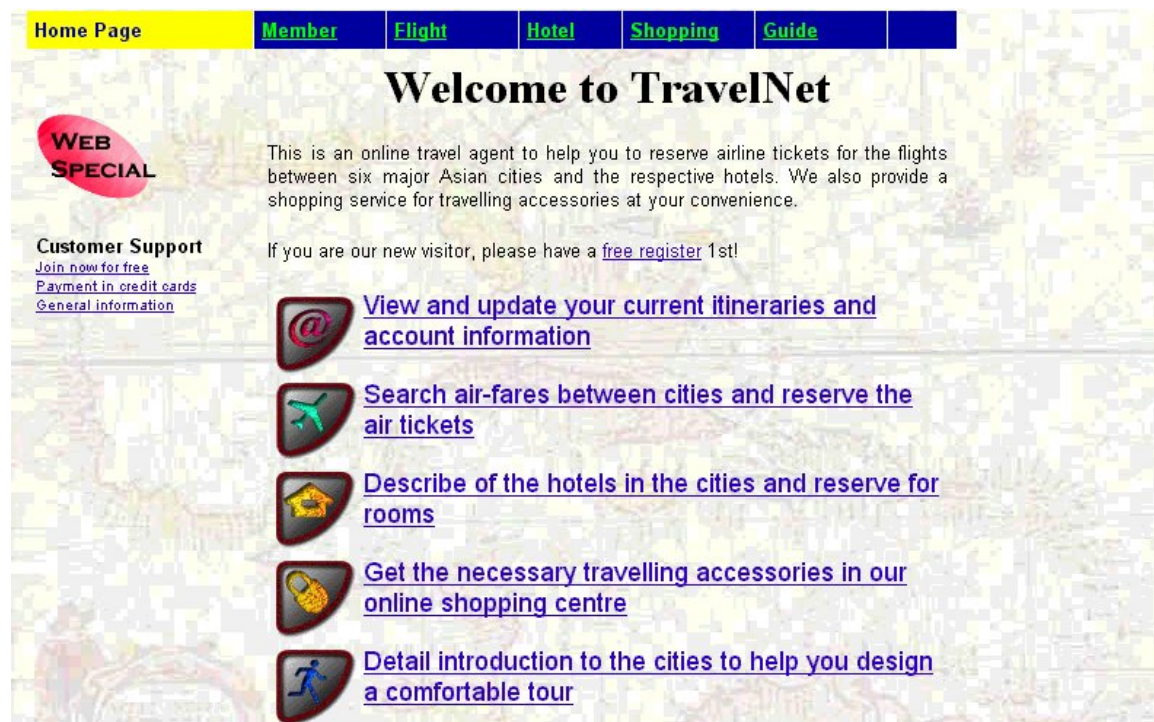 Home Page Member Flight Hotel Shopping Guide
Welcome to TravelNet
WEB
SPECIAL
This is an online travel agent to help you to reserve airline tickets for the flights
between six major Asian cities and the respective hotels. We also provide a
shopping service for travelling accessories at your convenience.
Customer Support
Join now for free
Payment in credit cards
General information
If you are our new visitor, please have a free register 1st!
@
View and update your current itineraries and
account information
Search air-fares between cities and reserve the
air tickets
Describe of the hotels in the cities and reserve for
rooms
Get the necessary travelling accessories in our
online shopping centre
Detail introduction to the cities to help you design
a comfortable tour